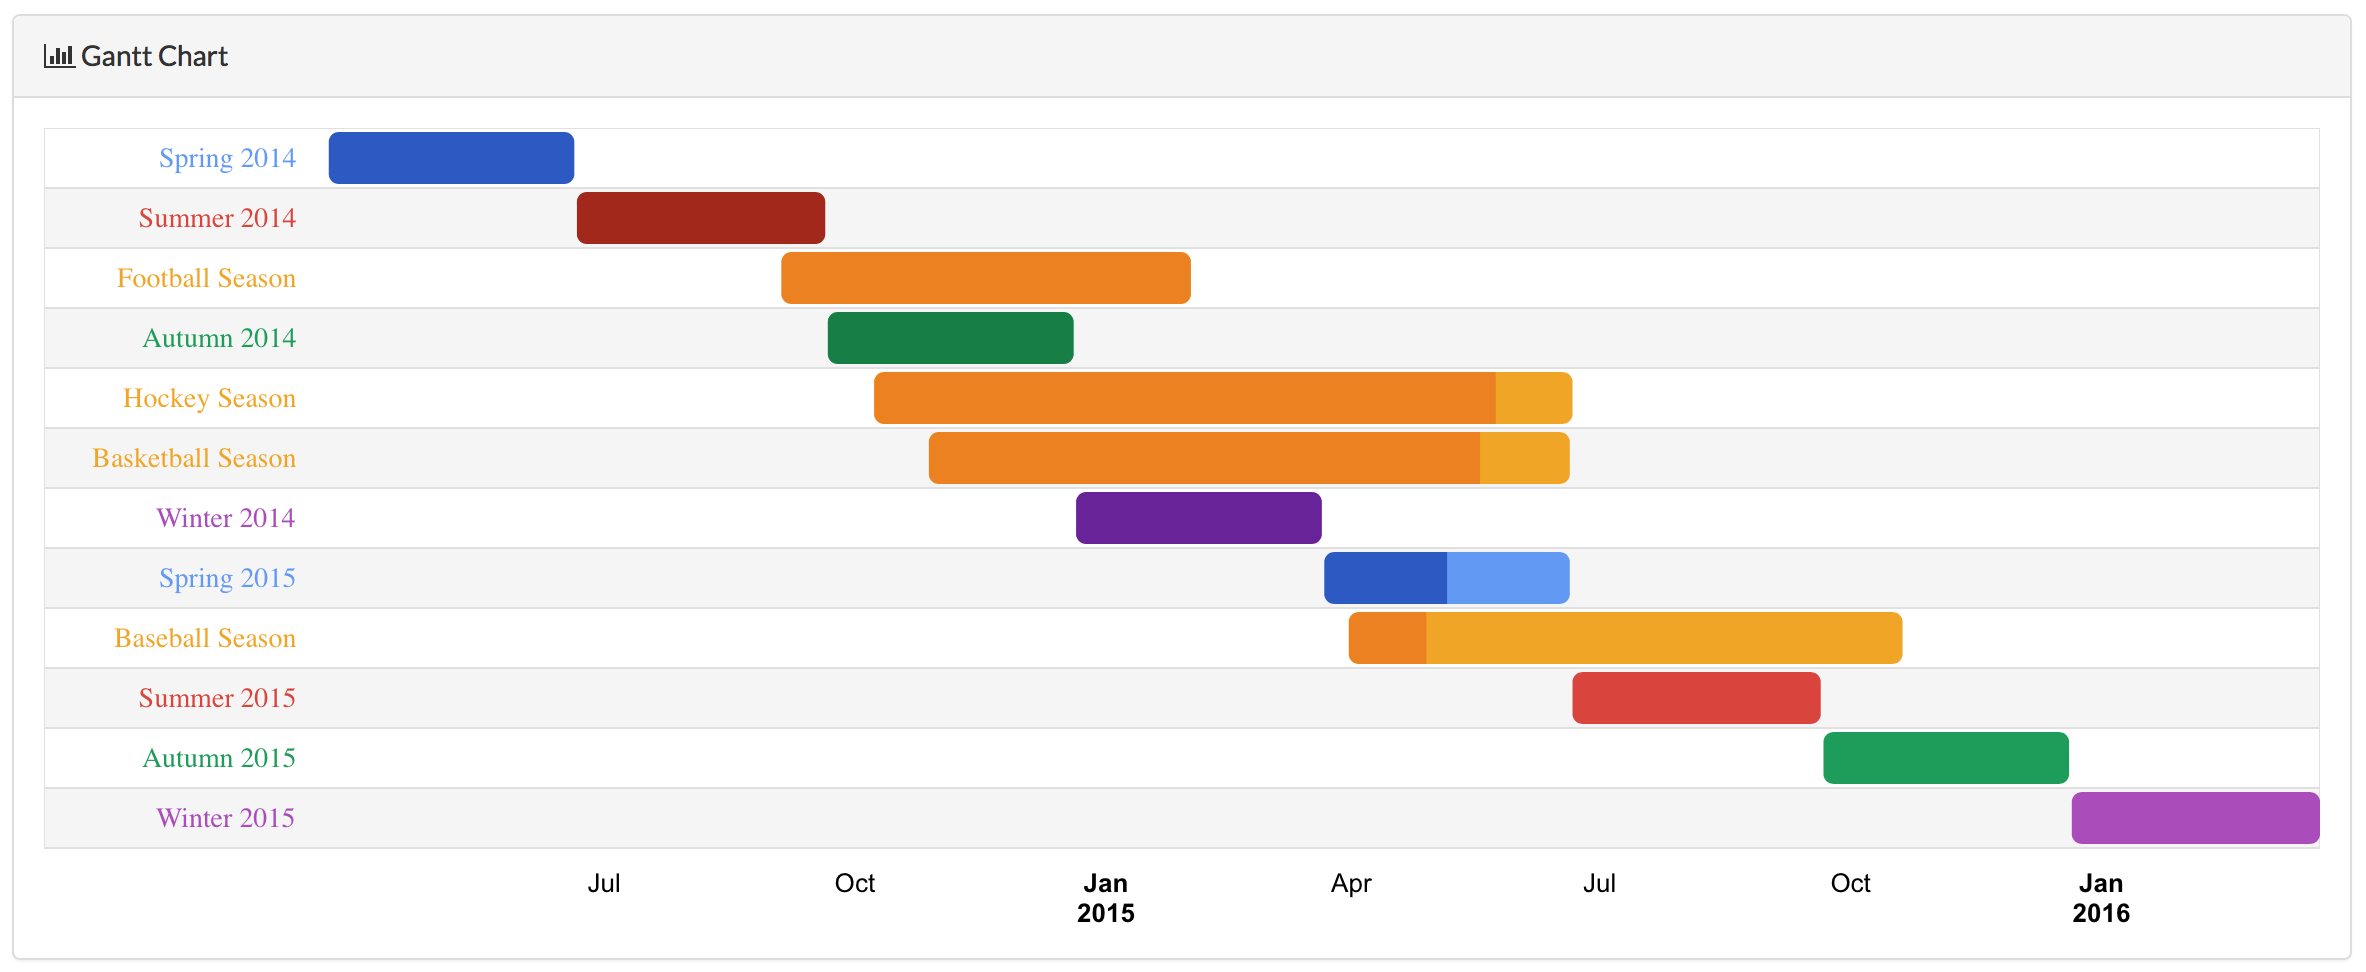 Gantt Chart
Spring 2014
Summer 2014
Football Season
Autumn 2014
Hockey Season
Basketball Season
Winter 2014
Spring 2015
Baseball Season
Summer 2015
Autumn 2015
Winter 2015
Jul Oct Jan Apr Jul Oct Jan
2015 2016